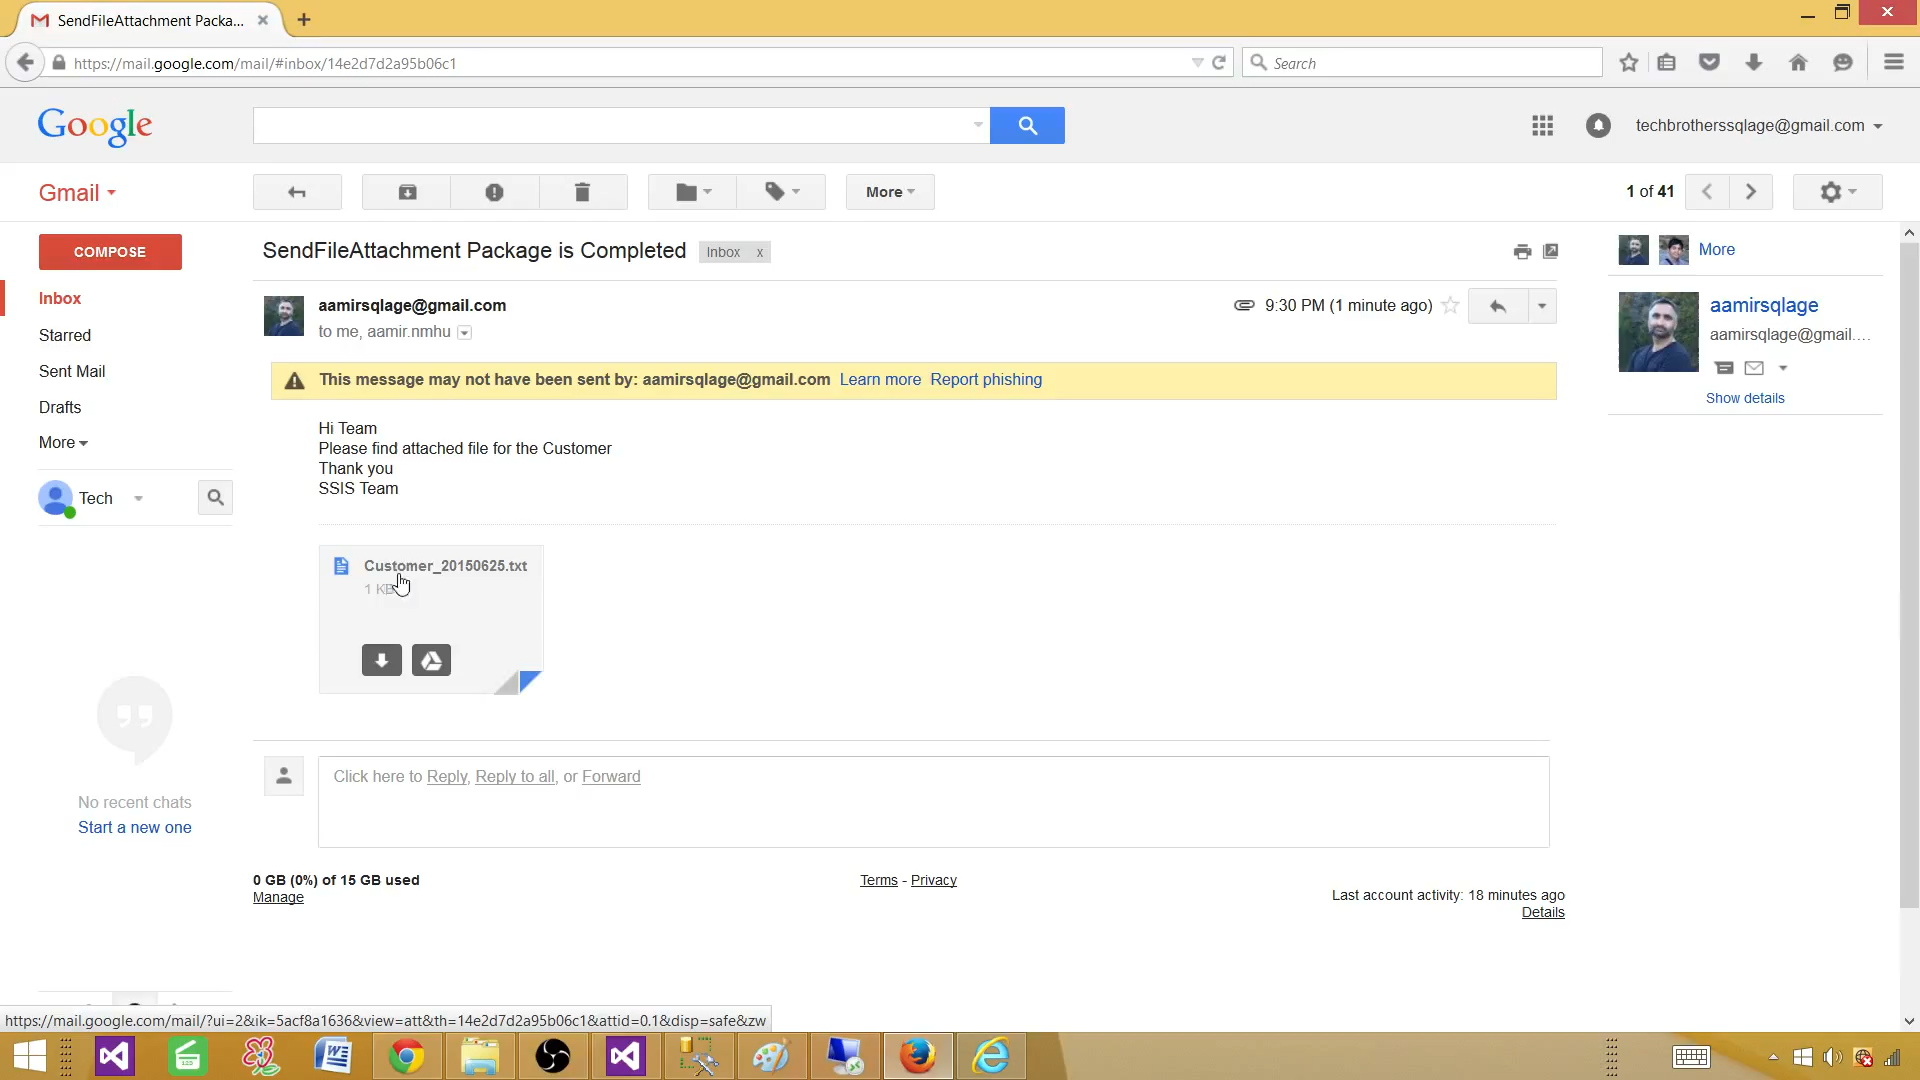 SendFileAttachment Packa...
https://mail.google.com/mail/#inbox/14e2d7d2a95b06c1
Search
Google
techbrotherssqlage@gmail.com
Gmail
More
1 of 41
COMPOSE
SendFileAttachment Package is Completed
Inbox x
More
Inbox
Starred
Sent Mail
Drafts
More
aamirsqlage@gmail.com
to me, aamir.nmhu
9:30 PM (1 minute ago)
aamirsqlage
aamirsqlage@gmail....
Show details
This message may not have been sent by: aamirsqlage@gmail.com Learn more Report phishing
Hi Team
Please find attached file for the Customer
Thank you
SSIS Team
Tech
Customer_20150625.txt
1 KB
Click here to Reply, Reply to all, or Forward
No recent chats
Start a new one
0 GB (0%) of 15 GB used
Manage
Terms - Privacy
Last account activity: 18 minutes ago
Details
https://mail.google.com/mail/?ui=2&ik=5acf8a1636&view=att&th=14e2d7d2a95b06c1&attid=0.1&disp=safe&zw